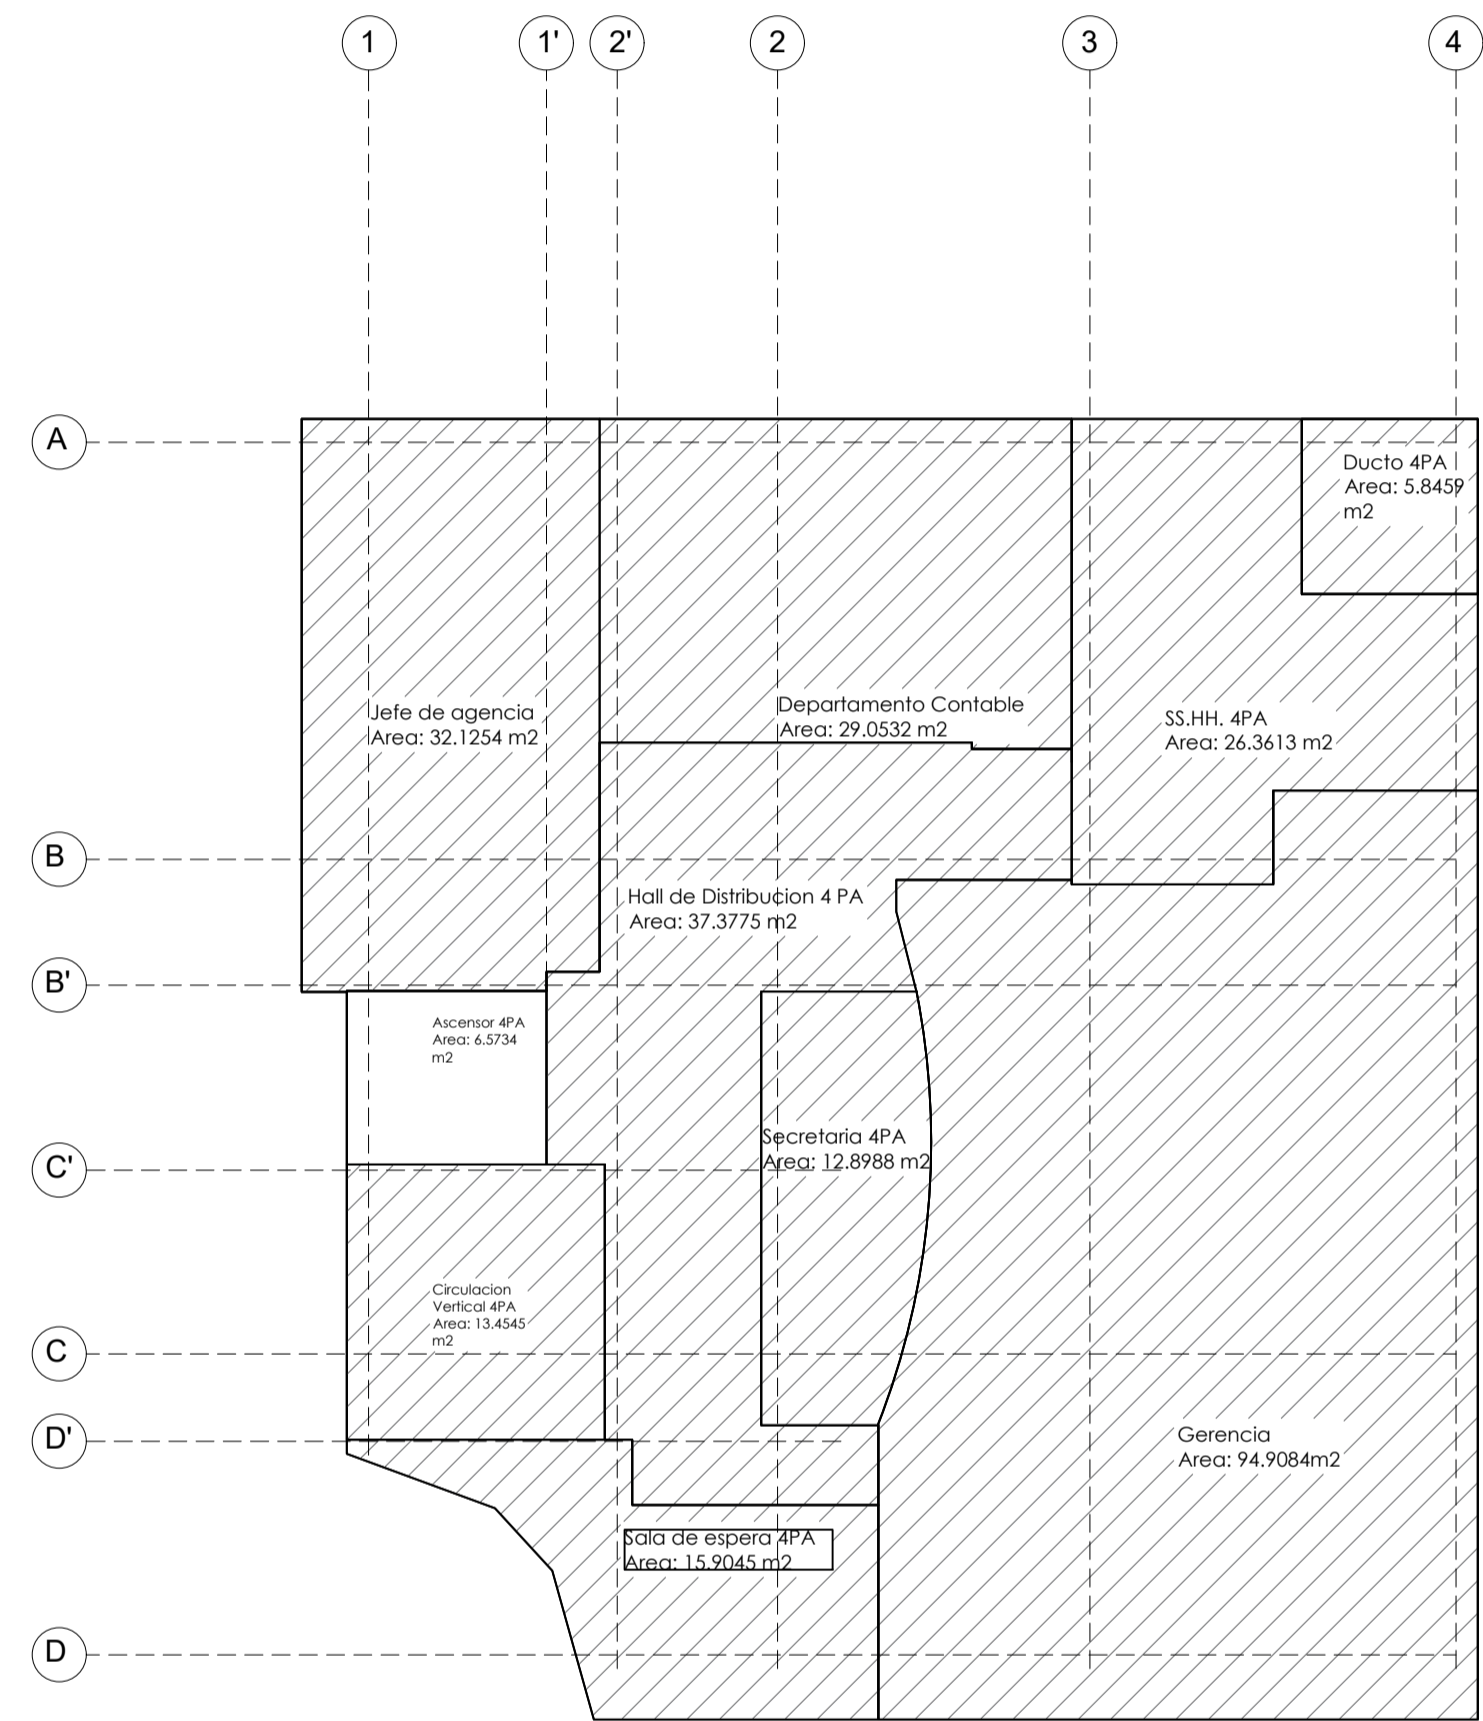 1
1'
2'
2
3
4
A
Ducto 4PA
Area: 5.8459
m2
Jefe de agencia
Area: 32.1254 m2
Departamento Contable
Area: 29.0532 m2
SS.HH. 4PA
Area: 26.3613 m2
B
Hall de Distribucion 4 PA
Area: 37.3775 m2
B'
Ascensor 4PA
Area: 6.5734
m2
Secretaria 4PA
Area: 12.8988 m2
C'
Circulacion
Vertical 4PA
Area: 13.4545
m2
C
D'
Gerencia
Area: 94.9084m2
Sala de espera 4PA
Area: 15.9045 m2
D